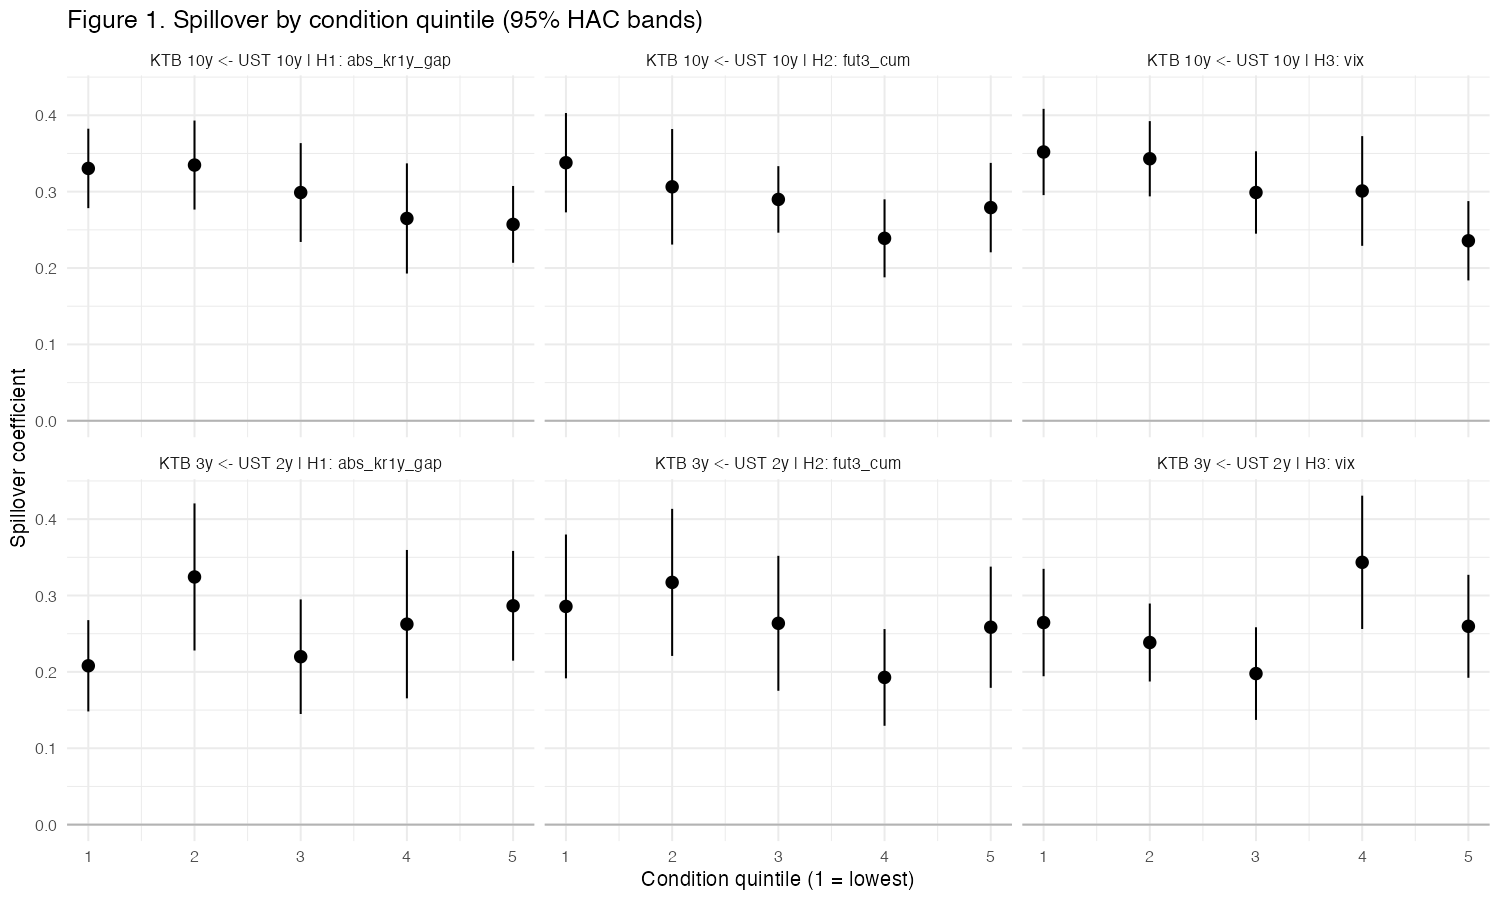 Figure 1. Spillover by condition quintile (95% HAC bands)
KTB 10y <- UST 10y | H1: abs_kr1y_gap
KTB 10y <- UST 10y | H2: fut3_cum
KTB 10y <- UST 10y | H3: vix
0.4
0.3
0.2
0.1
0.0
KTB 3y <- UST 2y | H1: abs_kr1y_gap
KTB 3y <- UST 2y | H2: fut3_cum
KTB 3y <- UST 2y | H3: vix
0.4
0.3
0.2
0.1
0.0
Spillover coefficient
1 2 3 4 5
1 2 3 4 5
1 2 3 4 5
Condition quintile (1 = lowest)